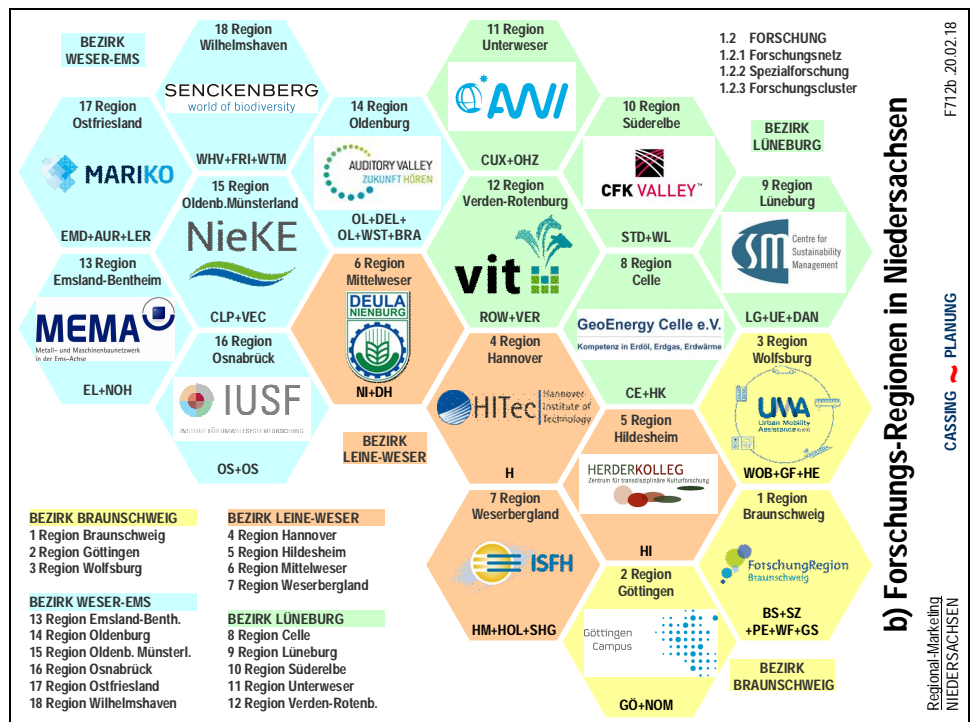 BEZIRK
WESER-EMS
18 Region
Wilhelmshaven
SENCKENBERG
world of biodiversity
WHV+FRI+WTM
11 Region
Unterweser
AWI
CUX+OHZ
1.2 FORSCHUNG
1.2.1 Forschungsnetz
1.2.2 Spezialforschung
1.2.3 Forschungscluster
17 Region
Ostfriesland
MARIKO
EMD+AUR+LER
14 Region
Oldenburg
AUDITORY VALLEY
ZUKUNFT HÖREN
OL+DEL+
OL+WST+BRA
10 Region
Süderelbe
CFK VALLEY™
STD+WL
BEZIRK
LÜNEBURG
15 Region
Oldenb.Münsterland
NieKE
CLP+VEC
12 Region
Verden-Rotenburg
vit
ROW+VER
9 Region
Lüneburg
CSM
Centre for
Sustainability
Management
LG+UE+DAN
13 Region
Emsland-Bentheim
MEMA
Metall- und Maschinenbaunetzwerk
in der Ems-Achse
EL+NOH
6 Region
Mittelweser
DEULA
NIENBURG
NI+DH
8 Region
Celle
GeoEnergy Celle e.V.
Kompetenz in Erdöl, Erdgas, Erdwärme
CE+HK
16 Region
Osnabrück
IUSF
INSTITUT FÜR UMWELTSYSTEMFORSCHUNG
OS+OS
4 Region
Hannover
HITec
Hannover
Institute of
Technology
H
3 Region
Wolfsburg
UMA
Urban Mobility
Assistance
WOB+GF+HE
BEZIRK
LEINE-WESER
5 Region
Hildesheim
HERDERKOLLEG
Zentrum für transdisziplinäre Kulturforschung
HI
7 Region
Weserbergland
ISFH
HM+HOL+SHG
1 Region
Braunschweig
ForschungRegion
Braunschweig
BS+SZ
+PE+WF+GS
2 Region
Göttingen
Göttingen
Campus
GÖ+NOM
BEZIRK
BRAUNSCHWEIG
BEZIRK BRAUNSCHWEIG
1 Region Braunschweig
2 Region Göttingen
3 Region Wolfsburg
BEZIRK LEINE-WESER
4 Region Hannover
5 Region Hildesheim
6 Region Mittelweser
7 Region Weserbergland
BEZIRK WESER-EMS
13 Region Emsland-Benth.
14 Region Oldenburg
15 Region Oldenb. Münsterl.
16 Region Osnabrück
17 Region Ostfriesland
18 Region Wilhelmshaven
BEZIRK LÜNEBURG
8 Region Celle
9 Region Lüneburg
10 Region Süderelbe
11 Region Unterweser
12 Region Verden-Rotenb.
b) Forschungs-Regionen in Niedersachsen
F712b .20.02.18
CASSING ~ PLANUNG
Regional-Marketing
NIEDERSACHSEN